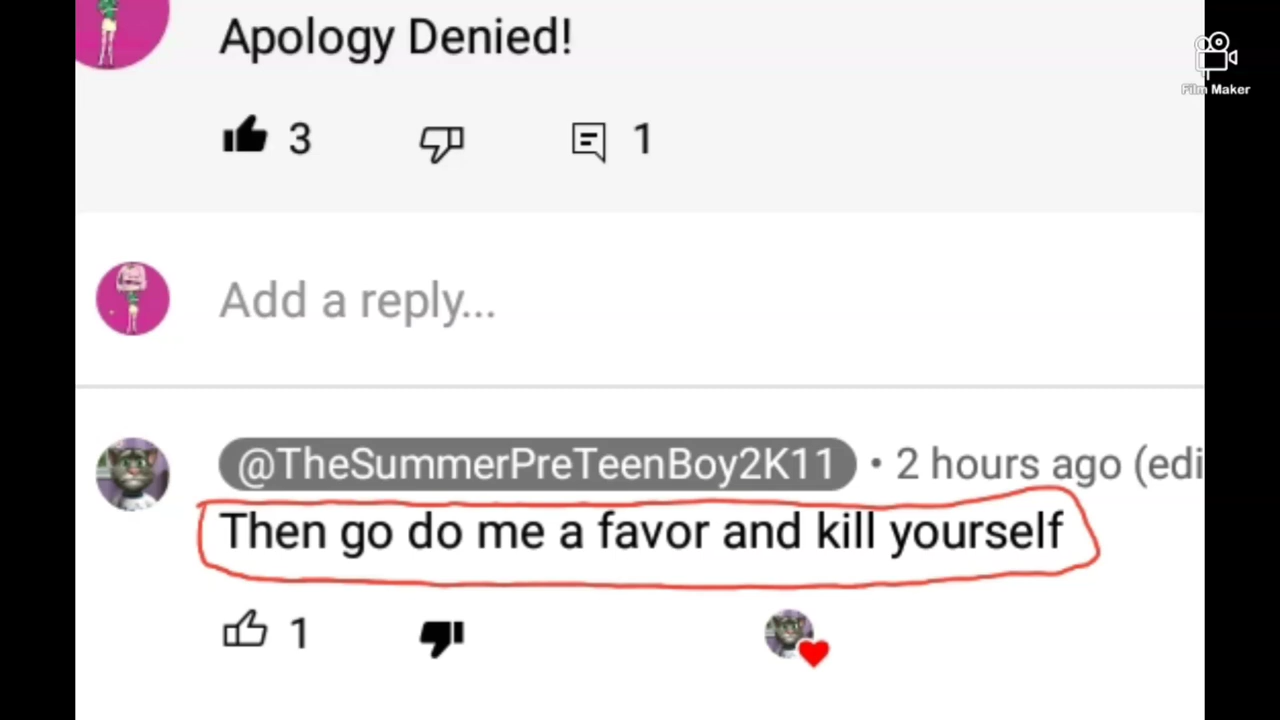 Apology Denied!
Film Maker
3 1
Add a reply...
@TheSummerPreTeenBoy2K11 • 2 hours ago (edi
Then go do me a favor and kill yourself
1